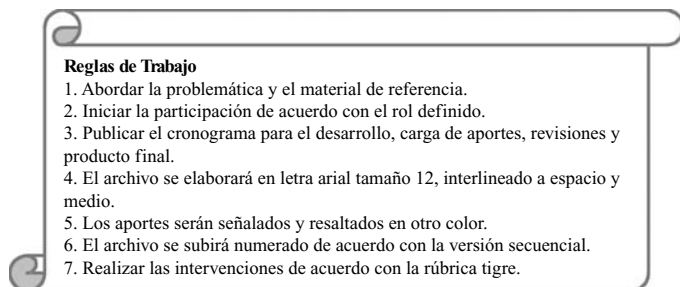 Reglas de Trabajo
1. Abordar la problemática y el material de referencia.
2. Iniciar la participación de acuerdo con el rol definido.
3. Publicar el cronograma para el desarrollo, carga de aportes, revisiones y
producto final.
4. El archivo se elaborará en letra arial tamaño 12, interlineado a espacio y
medio.
5. Los aportes serán señalados y resaltados en otro color.
6. El archivo se subirá numerado de acuerdo con la versión secuencial.
7. Realizar las intervenciones de acuerdo con la rúbrica tigre.